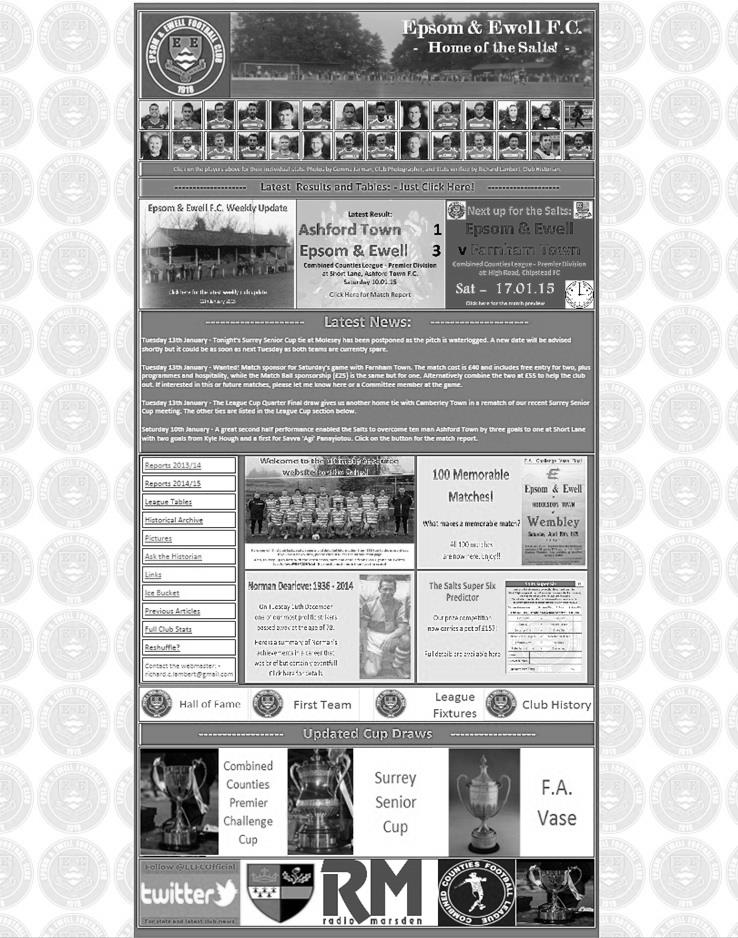 EPSOM & EWELL FOOTBALL CLUB
E E
1918
Epsom & Ewell F.C.
- Home of the Salts! -
Click on the players above for their individual stats. Photos by Gemma Jarman, Club Photographer, and Stats verified by Richard Lambert, Club Historian.
Latest Results and Tables: - Just Click Here!
Epsom & Ewell F.C. Weekly Update
Click here for the latest weekly club update
Latest Result:
Ashford Town 1
Epsom & Ewell 3
Combined Counties League - Premier Division
at Short Lane, Ashford Town F.C.
Saturday 10.01.15
Click Here for Match Report
Next up for the Salts:
Epsom & Ewell
v Farnham Town
Combined Counties League - Premier Division
at: High Road, Chipstead FC
Sat – 17.01.15
Click here for the match preview
Latest News:
Tuesday 13th January - Tonight's Surrey Senior Cup tie at Molesey has been postponed as the pitch is waterlogged. A new date will be advised
shortly but it could be as soon as next Tuesday as both teams are currently spare.
Tuesday 13th January - Wanted! Match sponsor for Saturday's game with Farnham Town. The match cost is £40 and includes free entry for two, plus
programmes and hospitality, while the Match Ball sponsorship (£25) is the same but for one. Alternatively combine the two at £55 to help the club
out. If interested in this or future matches, please let me know here or a Committee member at the game.
Tuesday 13th January - The League Cup Quarter Final draw gives us another home tie with Camberley Town in a rematch of our recent Surrey Senior
Cup meeting. The other ties are listed in the League Cup section below.
Saturday 10th January - A great second half performance enabled the Salts to overcome ten man Ashford Town by three goals to one at Short Lane
with two goals from Kyle Hough and a first for Savva 'Agi' Panayiotou. Click on the button for the match report.
Reports 2013/14
Reports 2014/15
League Tables
Historical Archive
Pictures
Ask the Historian
Links
Ice Bucket
Previous Articles
Full Club Stats
Reshuffle?
Contact the webmaster: -
richard.c.lambert@gmail.com
Welcome to the ultimate resource
website for the Salts!
100 Memorable
Matches!
What makes a memorable match?
All 100 matches
are now here. Enjoy!!
F.A. Challenge Vase Final
Epsom & Ewell
v
HODDESDON TOWN
at
Wembley
Norman Dearlove: 1936 - 2014
On Tuesday 16th December
one of our most prolific strikers
passed away at the age of 78.
Here is a summary of Norman's
achievements in a career that
was brief but certainly eventful!
Click here for details
The Salts Super Six
Predictor
Our prize competition
now carries a pot of £157!
Full details are available here
Hall of Fame
First Team
League
Fixtures
Club History
Updated Cup Draws
Combined
Counties
Premier
Challenge
Cup
Surrey
Senior
Cup
F.A.
Vase
Follow @EEFCOfficial
twitter
For stats and latest club news
RM
radio marsden
COMBINED COUNTIES FOOTBALL LEAGUE